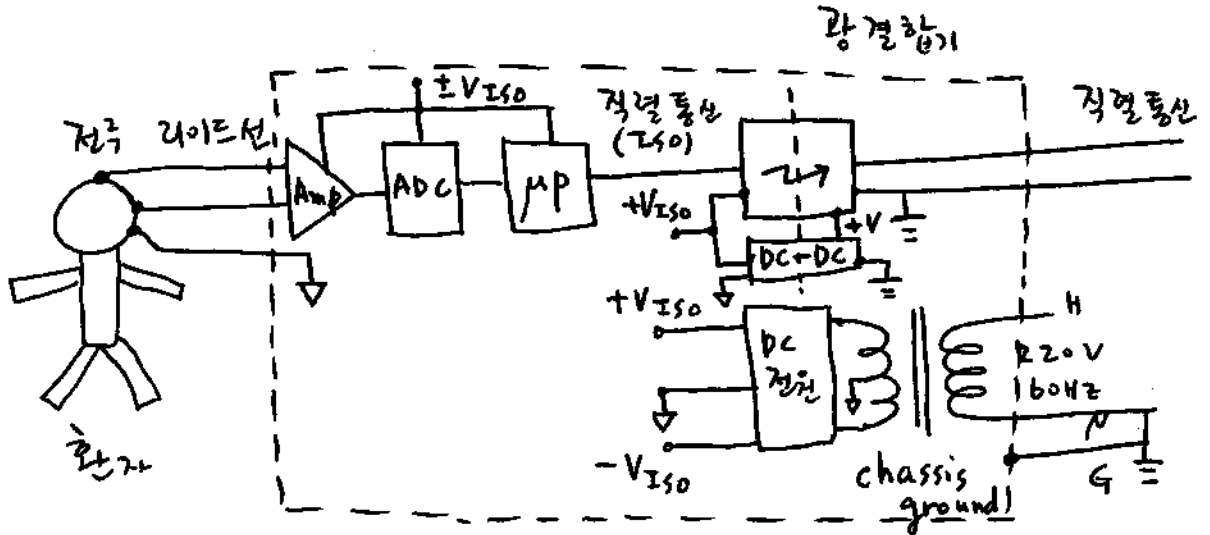 광결합기
±VISO
직렬통신
(ISO)
직렬통신
전극
리이드선
Amp
ADC
μp
+VISO
+V
DC-DC
+VISO
H
DC
전원
220V
160HZ
N
-VISO
chassis
ground
G
환자